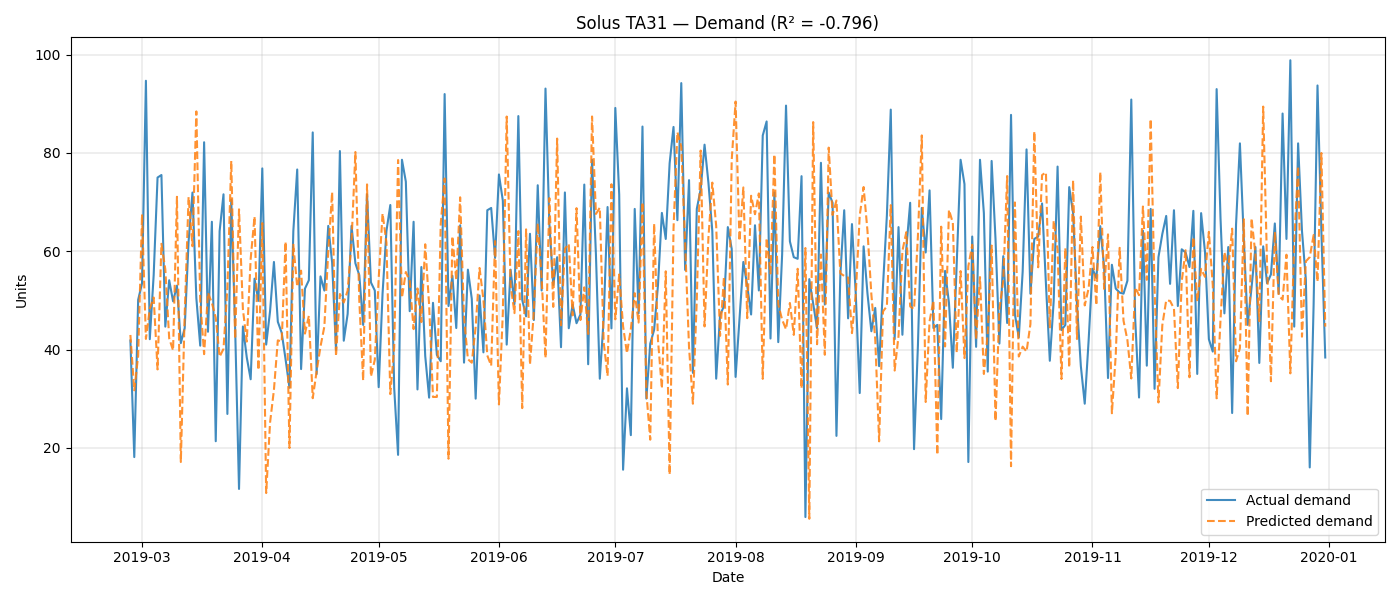 Solus TA31 — Demand (R² = -0.796)
Units
100
80
60
40
20
2019-03 2019-04 2019-05 2019-06 2019-07 2019-08 2019-09 2019-10 2019-11 2019-12 2020-01
Date
Actual demand
Predicted demand